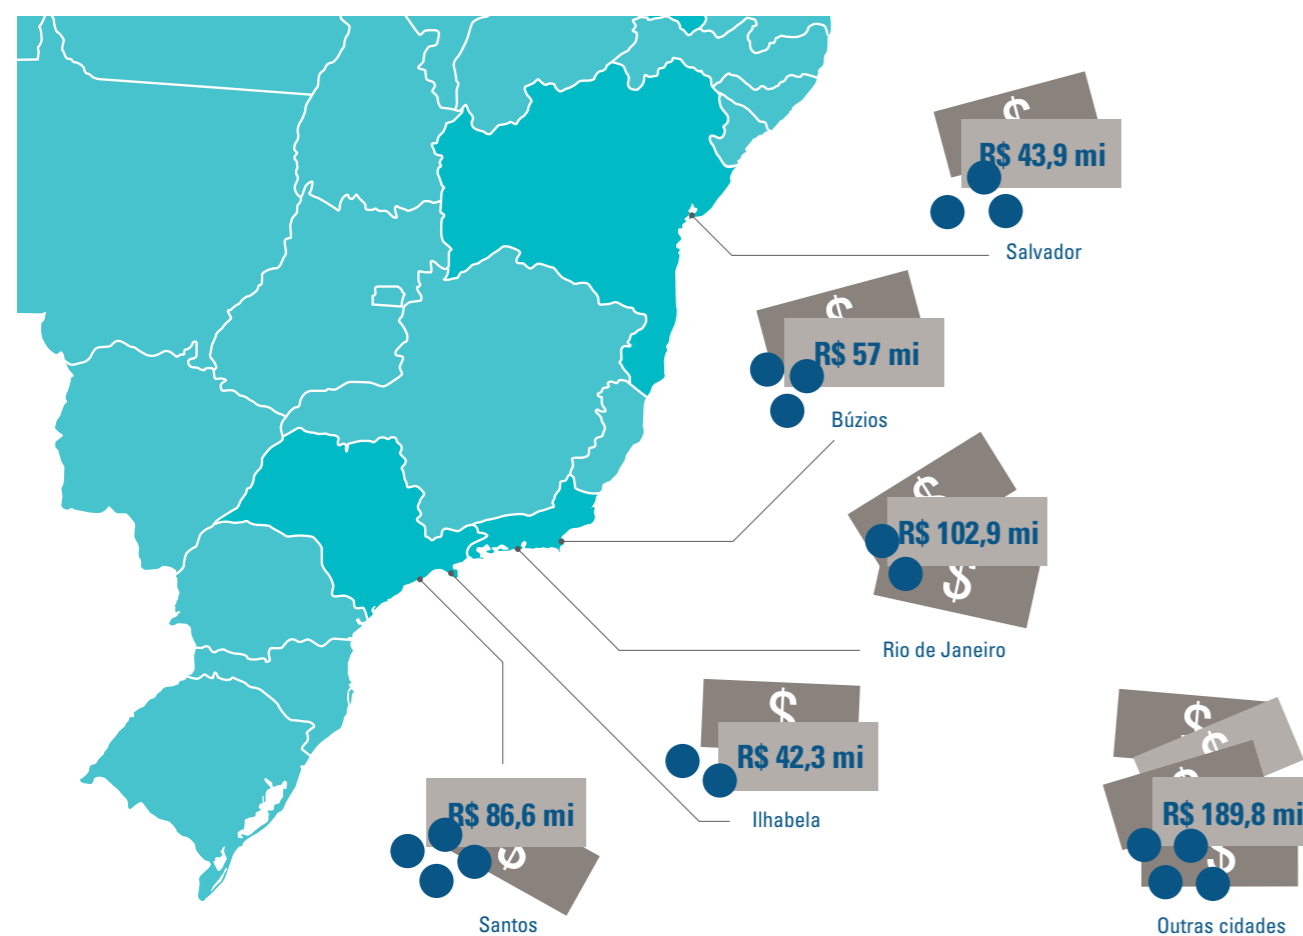 R$ 43,9 mi
Salvador
R$ 57 mi
Búzios
R$ 102,9 mi
Rio de Janeiro
R$ 42,3 mi
Ilhabela
R$ 86,6 mi
Santos
R$ 189,8 mi
Outras cidades